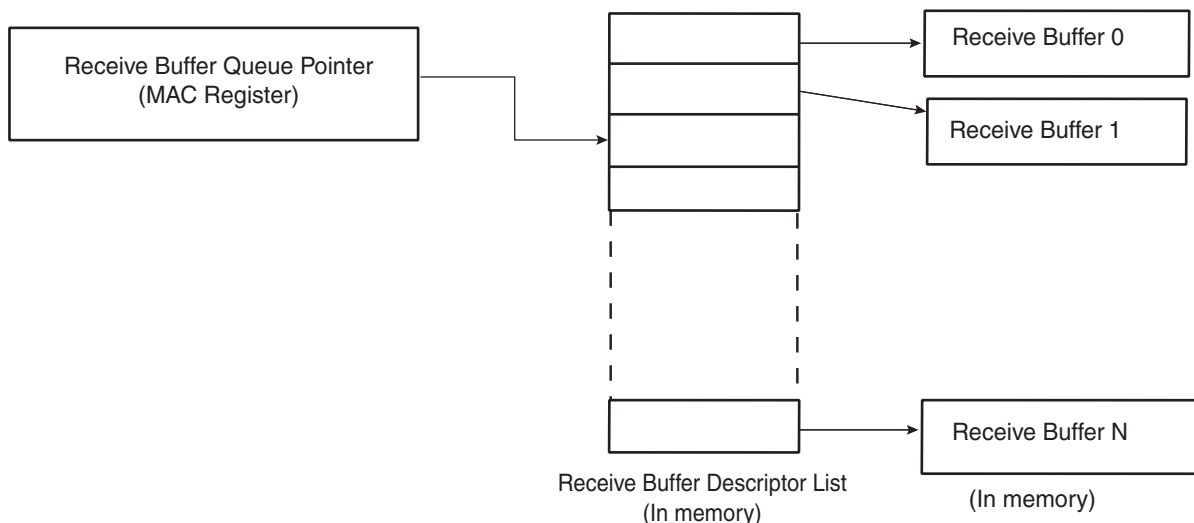 Receive Buffer Queue Pointer
(MAC Register)
Receive Buffer 0
Receive Buffer 1
Receive Buffer N
Receive Buffer Descriptor List
(In memory)
(In memory)